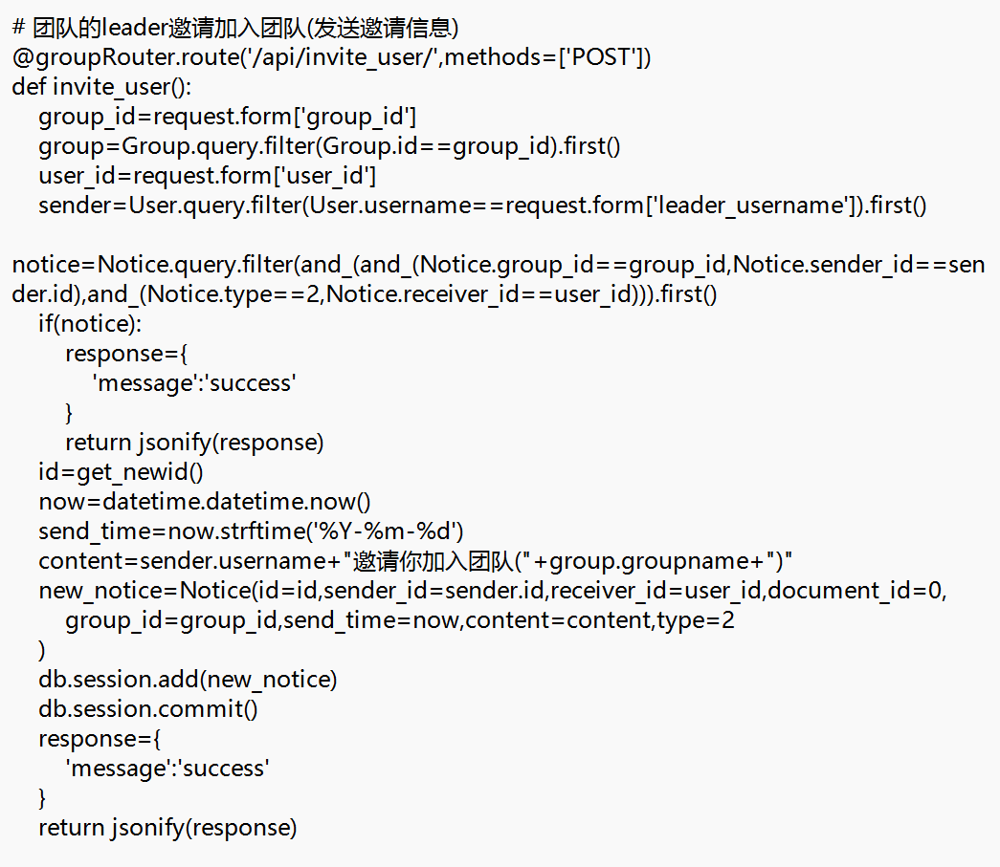 # 团队的leader邀请加入团队(发送邀请信息)
@groupRouter.route('/api/invite_user/',methods=['POST'])
def invite_user():
    group_id=request.form['group_id']
    group=Group.query.filter(Group.id==group_id).first()
    user_id=request.form['user_id']
    sender=User.query.filter(User.username==request.form['leader_username']).first()

notice=Notice.query.filter(and_(and_(Notice.group_id==group_id,Notice.sender_id==sen
der.id),and_(Notice.type==2,Notice.receiver_id==user_id))).first()
    if(notice):
        response={
            'message':'success'
        }
        return jsonify(response)
    id=get_newid()
    now=datetime.datetime.now()
    send_time=now.strftime('%Y-%m-%d')
    content=sender.username+"邀请你加入团队("+group.groupname+")"
    new_notice=Notice(id=id,sender_id=sender.id,receiver_id=user_id,document_id=0,
        group_id=group_id,send_time=now,content=content,type=2
    )
    db.session.add(new_notice)
    db.session.commit()
    response={
        'message':'success'
    }
    return jsonify(response)